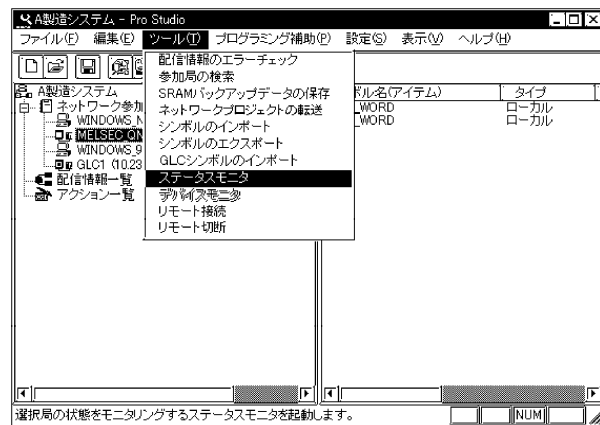 A製造システム - Pro Studio
ファイル(F) 編集(E) ツール(T) プログラミング補助(P) 設定(S) 表示(V) ヘルプ(H)
配信情報のエラーチェック
参加局の検索
SRAMバックアップデータの保存
ネットワークプロジェクトの転送
シンボルのインポート
シンボルのエクスポート
GLCシンボルのインポート
ステータスモニタ
デバイスモニタ
リモート接続
リモート切断
A製造システム
ネットワーク参加
WINDOWS_N
MELSEC_QN
WINDOWS_9
GLC1 (10.23
配信情報一覧
アクション一覧
ボル名(アイテム) タイプ
_WORD ローカル
_WORD ローカル
選択局の状態をモニタリングするステータスモニタを起動します。
NUM